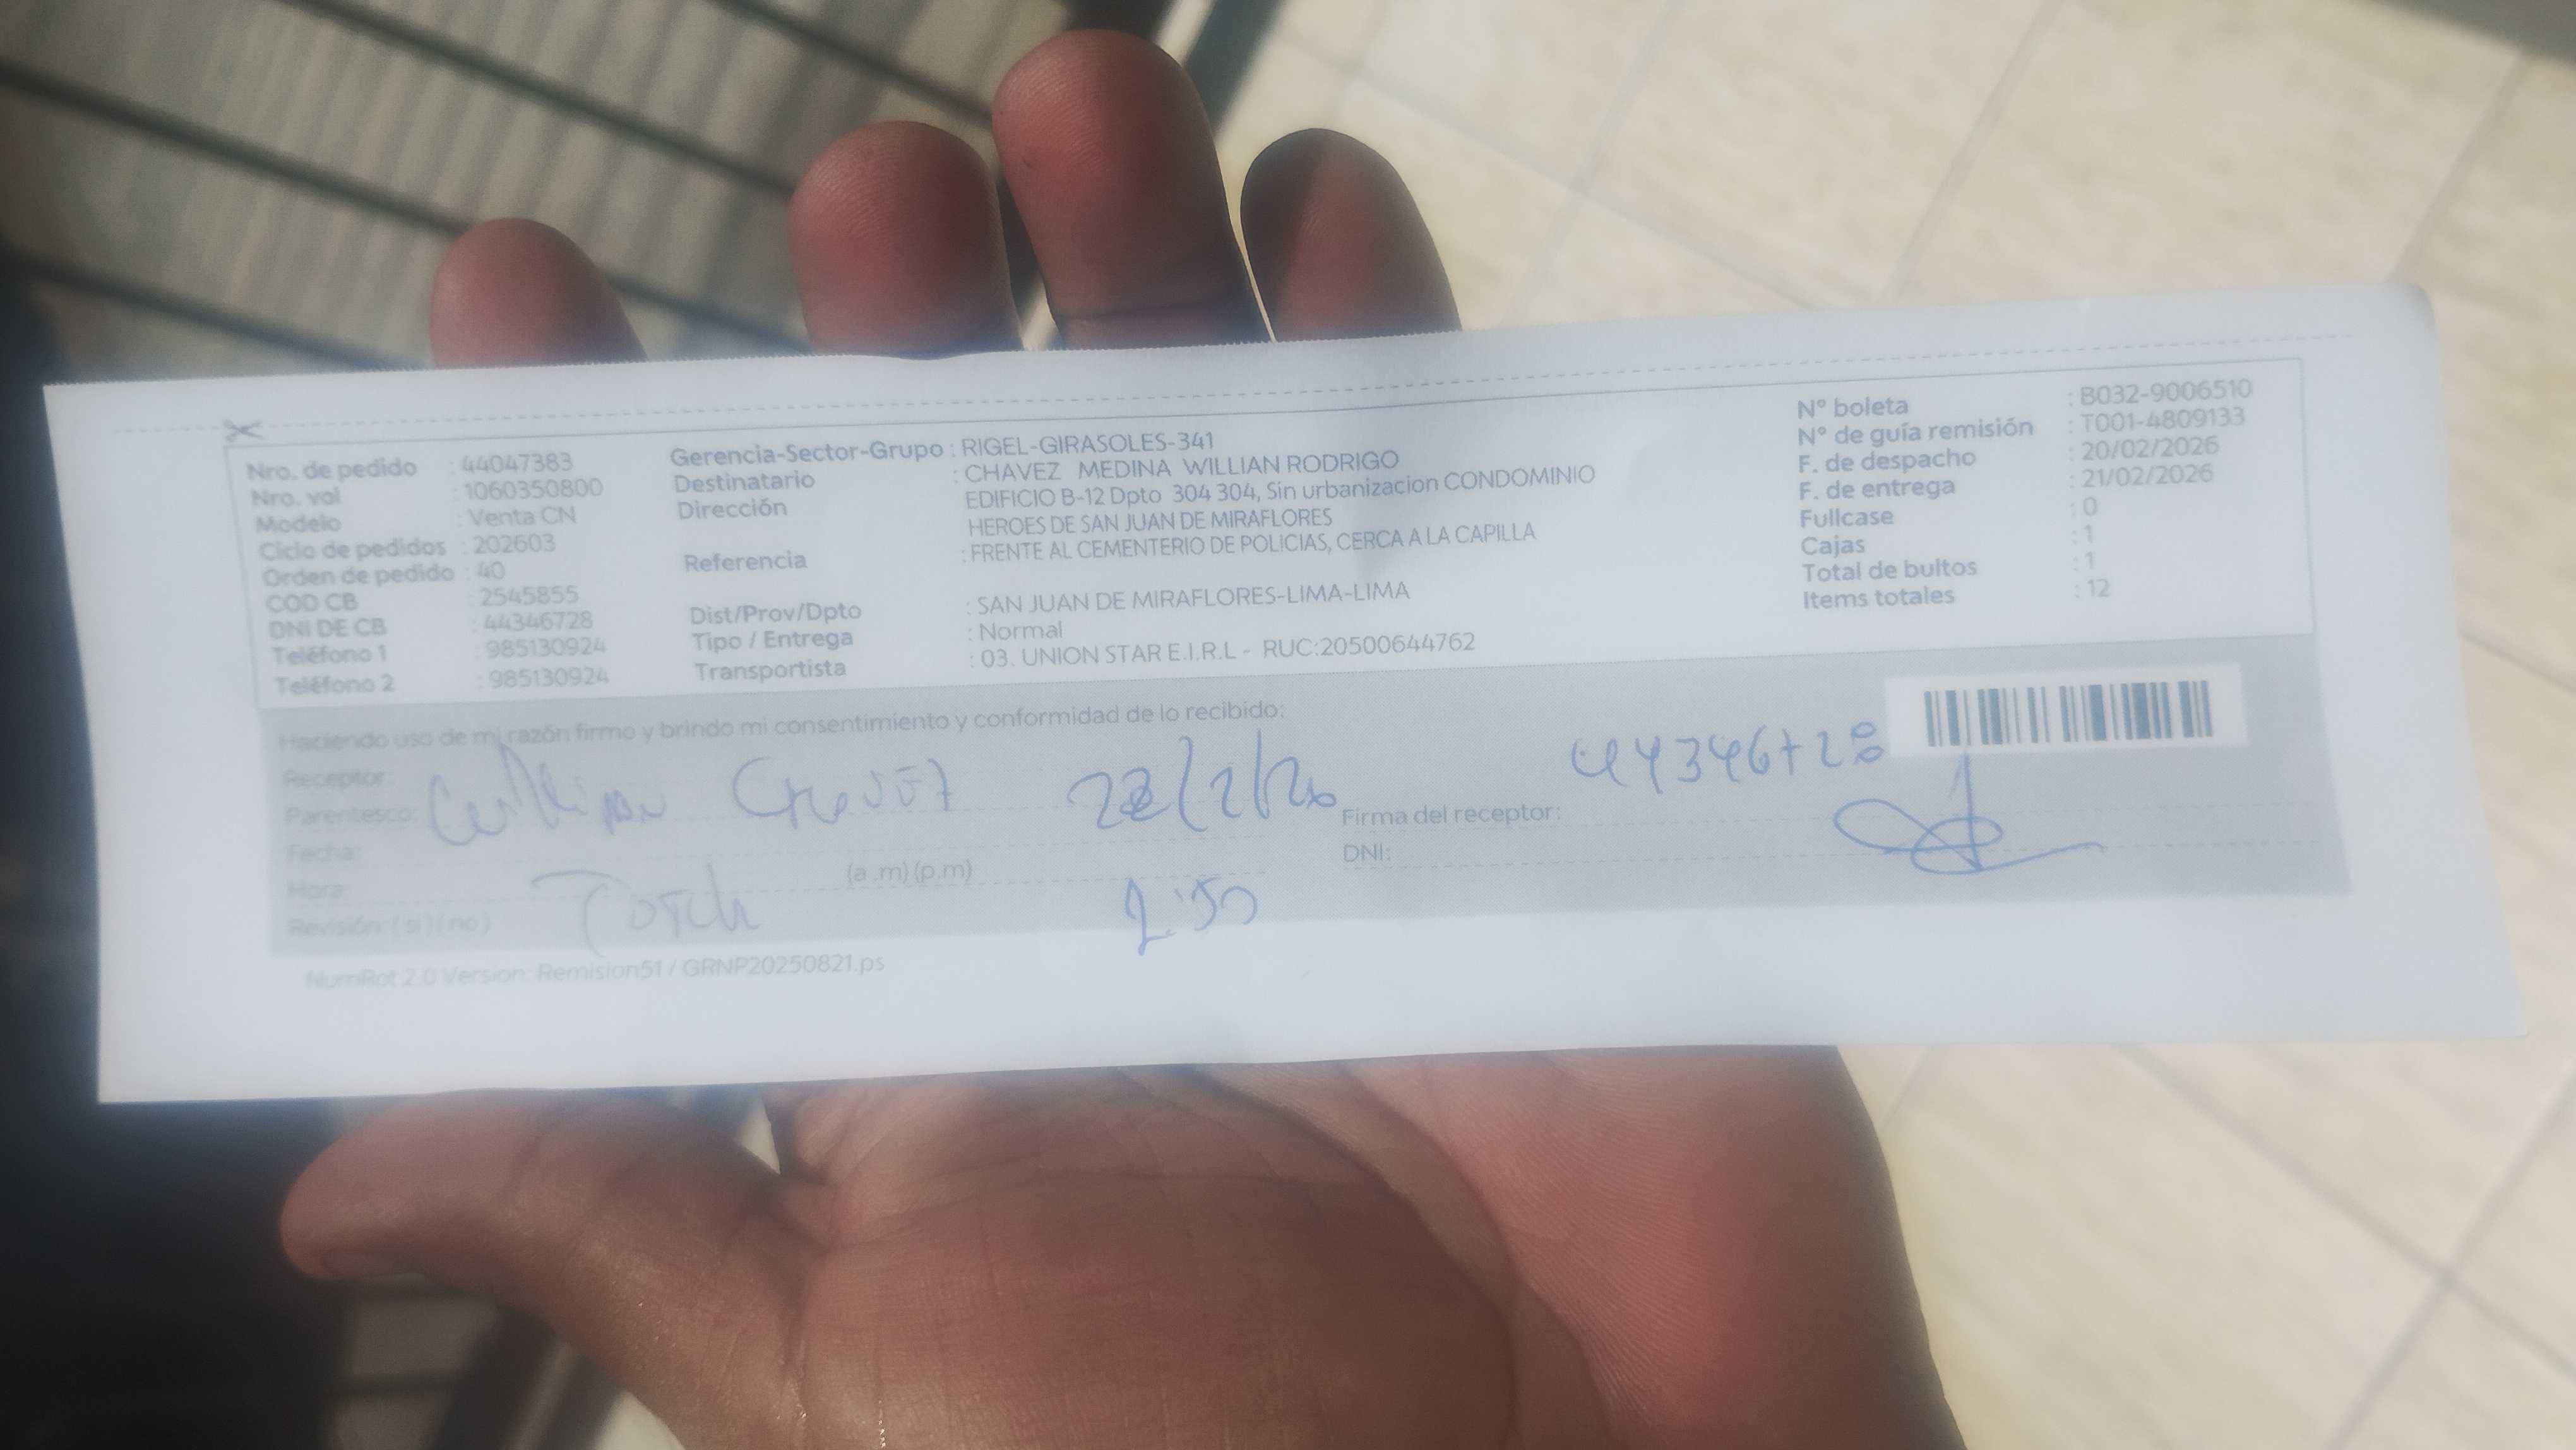 Nro. de pedido : 44047383
Nro. vol : 1060350800
Modelo : Venta CN
Ciclo de pedidos : 202603
Orden de pedido : 40
COD CB : 2545855
DNI DE CB : 44346728
Teléfono 1 : 985130924
Teléfono 2 : 985130924
Gerencia-Sector-Grupo : RIGEL-GIRASOLES-341
Destinatario : CHAVEZ MEDINA WILLIAN RODRIGO
Dirección EDIFICIO B-12 Dpto 304 304, Sin urbanizacion CONDOMINIO
HEROES DE SAN JUAN DE MIRAFLORES
Referencia : FRENTE AL CEMENTERIO DE POLICIAS, CERCA A LA CAPILLA
Dist/Prov/Dpto : SAN JUAN DE MIRAFLORES-LIMA-LIMA
Tipo / Entrega : Normal
Transportista : 03. UNION STAR E.I.R.L - RUC:20500644762
N° boleta : B032-9006510
N° de guía remisión : T001-4809133
F. de despacho : 20/02/2026
F. de entrega : 21/02/2026
Fullcase : 0
Cajas : 1
Total de bultos : 1
Items totales : 12
Haciendo uso de mi razón firmo y brindo mi consentimiento y conformidad de lo recibido:
Receptor:
Parentesco:
Fecha:
Hora: (a.m) (p.m)
Revisión: ( si ) ( no )
44346728
Firma del receptor:
DNI:
NumRot 2.0 Version: Remision51 / GRNP20250821.ps